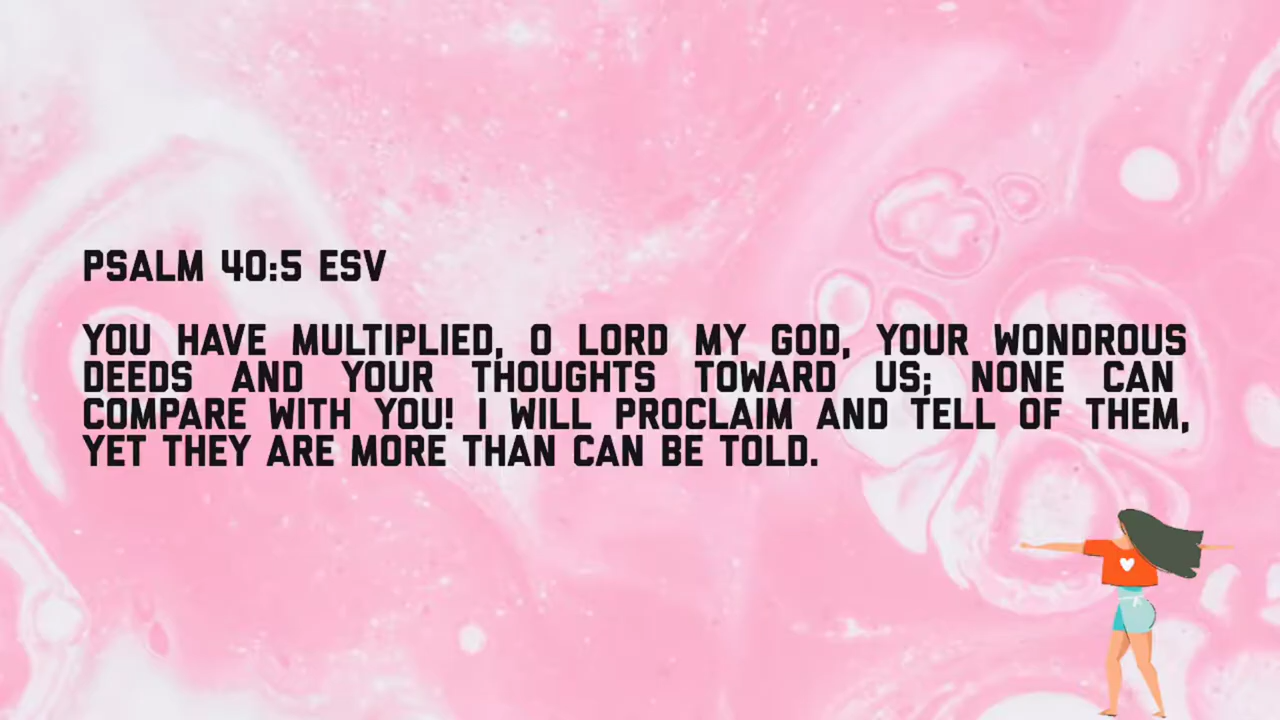 PSALM 40:5 ESV
YOU HAVE MULTIPLIED, O LORD MY GOD, YOUR WONDROUS
DEEDS AND YOUR THOUGHTS TOWARD US; NONE CAN
COMPARE WITH YOU! I WILL PROCLAIM AND TELL OF THEM,
YET THEY ARE MORE THAN CAN BE TOLD.